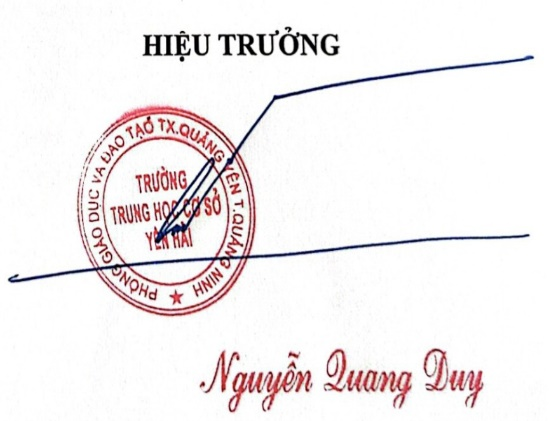 HIỆU TRƯỞNG
PHÒNG GIÁO DỤC VÀ ĐÀO TẠO TX.QUẢNG YÊN T.QUẢNG NINH
TRƯỜNG
TRUNG HỌC CƠ SỞ
YÊN HẢI
Nguyễn Quang Duy